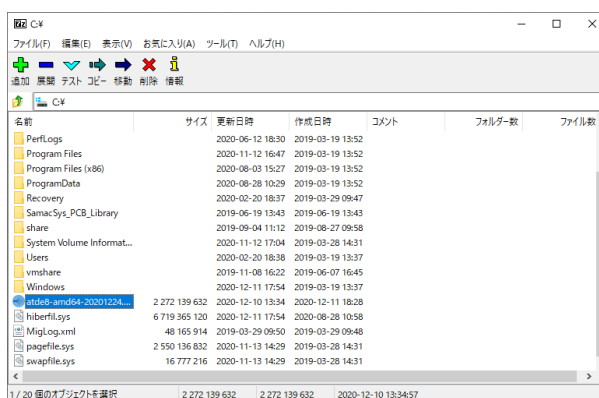 7z C:¥
ファイル(F) 編集(E) 表示(V) お気に入り(A) ツール(T) ヘルプ(H)
追加 展開 テスト コピー 移動 削除 情報
C:¥
名前 サイズ 更新日時 作成日時 コメント フォルダー数 ファイル数
PerfLogs 2020-06-12 18:30 2019-03-19 13:52
Program Files 2020-11-12 16:47 2019-03-19 13:52
Program Files (x86) 2020-08-03 15:27 2019-03-19 13:52
ProgramData 2020-08-28 10:29 2019-03-19 13:52
Recovery 2020-02-20 18:37 2019-03-29 09:47
SamacSys_PCB_Library 2019-06-19 13:43 2019-06-19 13:43
share 2019-09-04 11:12 2019-08-27 09:58
System Volume Informat... 2020-11-12 17:04 2019-03-28 14:31
Users 2020-02-20 18:38 2019-03-19 13:37
vmshare 2019-11-08 16:22 2019-06-07 16:45
Windows 2020-12-11 17:54 2019-03-19 13:37
atde8-amd64-20201224.... 2 272 139 632 2020-12-10 13:34 2020-12-11 18:28
hiberfil.sys 6 719 365 120 2020-12-11 17:54 2020-08-28 10:58
MigLog.xml 48 165 914 2019-03-29 09:50 2019-03-29 09:48
pagefile.sys 2 550 136 832 2020-11-13 14:29 2019-03-28 14:31
swapfile.sys 16 777 216 2020-11-13 14:29 2019-03-28 14:31
1 / 20 個のオブジェクトを選択 2 272 139 632 2 272 139 632 2020-12-10 13:34:57